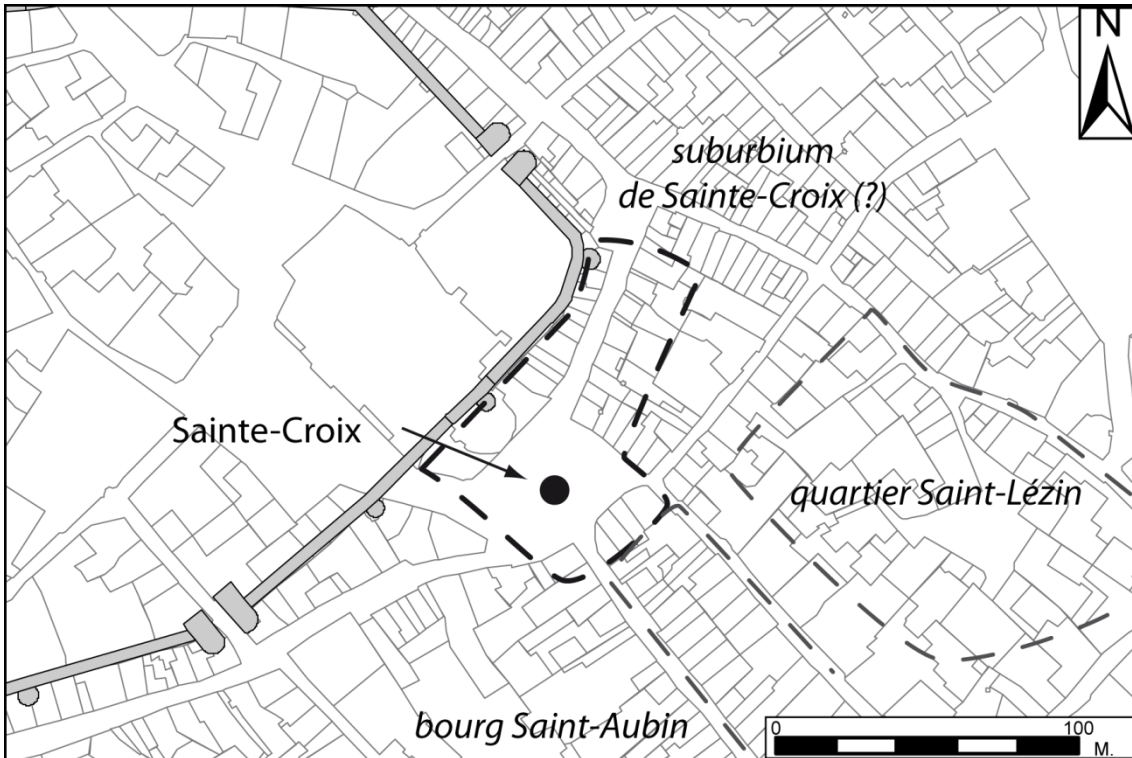 N
suburbium
de Sainte-Croix (?)
Sainte-Croix
quartier Saint-Lézin
bourg Saint-Aubin
0 100
M.